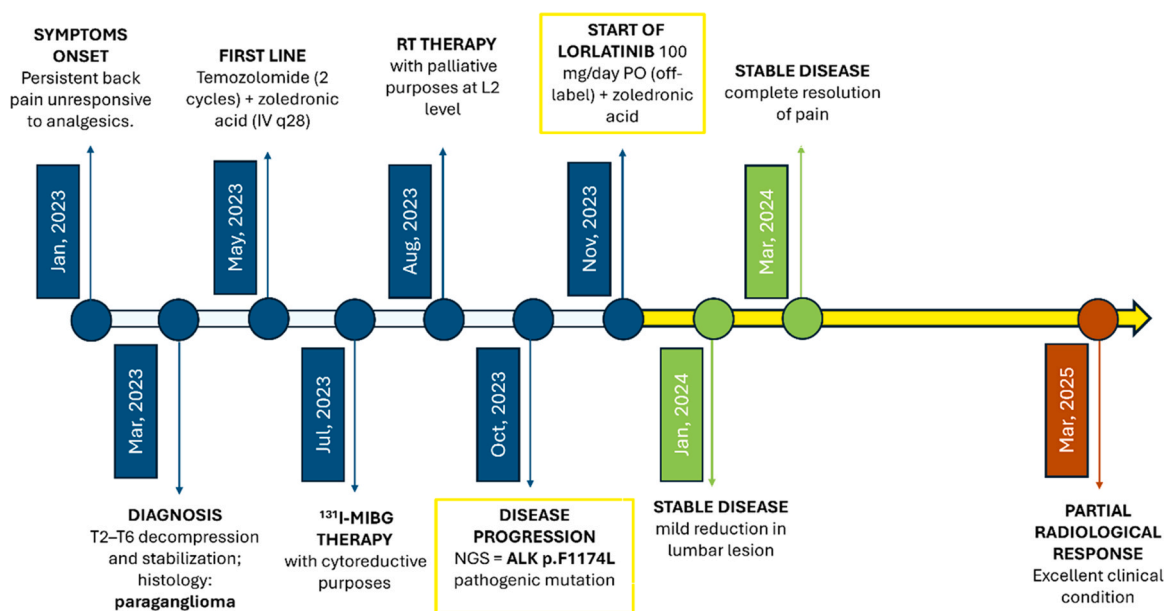 SYMPTOMS
ONSET
Persistent back
pain unresponsive
to analgesics.
Jan, 2023
DIAGNOSIS
T2–T6 decompression
and stabilization;
histology:
paraganglioma
Mar, 2023
FIRST LINE
Temozolomide (2
cycles) + zoledronic
acid (IV q28)
May, 2023
¹³¹I-MIBG
THERAPY
with cytoreductive
purposes
Jul, 2023
RT THERAPY
with palliative
purposes at L2
level
Aug, 2023
DISEASE
PROGRESSION
NGS = ALK p.F1174L
pathogenic mutation
Oct, 2023
START OF
LORLATINIB 100
mg/day PO (off-
label) + zoledronic
acid
Nov, 2023
STABLE DISEASE
mild reduction in
lumbar lesion
Jan, 2024
STABLE DISEASE
complete resolution
of pain
Mar, 2024
PARTIAL
RADIOLOGICAL
RESPONSE
Excellent clinical
condition
Mar, 2025